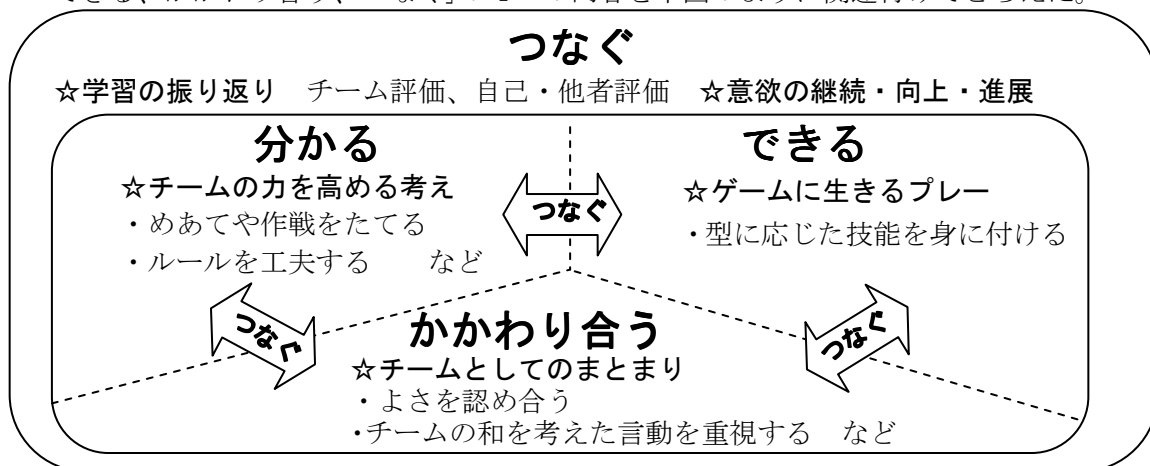 つなぐ
☆学習の振り返り　チーム評価、自己・他者評価　☆意欲の継続・向上・進展
分かる
☆チームの力を高める考え
・めあてや作戦をたてる
・ルールを工夫する　　など
つなぐ
できる
☆ゲームに生きるプレー
・型に応じた技能を身に付ける
つなぐ
かかわり合う
☆チームとしてのまとまり
・よさを認め合う
・チームの和を考えた言動を重視する　など
つなぐ